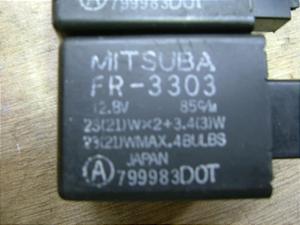 799983DOT
MITSUBA
FR-3303
12.8V 85c/m
23(21)W×2+3.4(3)W
23(21)WMAX.4BULBS
JAPAN
A 799983DOT